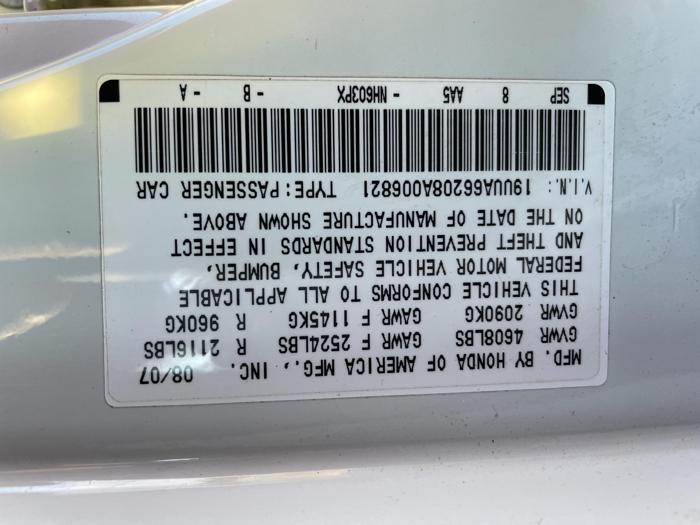 MFD. BY HONDA OF AMERICA MFG., INC. 08/07
GVWR 4608LBS GAWR F 2524LBS R 2116LBS
GVWR 2090KG GAWR F 1145KG R 960KG
THIS VEHICLE CONFORMS TO ALL APPLICABLE
FEDERAL MOTOR VEHICLE SAFETY, BUMPER,
AND THEFT PREVENTION STANDARDS IN EFFECT
ON THE DATE OF MANUFACTURE SHOWN ABOVE.
V.I.N.: 19UUA66208A006821 TYPE:PASSENGER CAR
SEP 8 AA5 - NH603PX - B - A